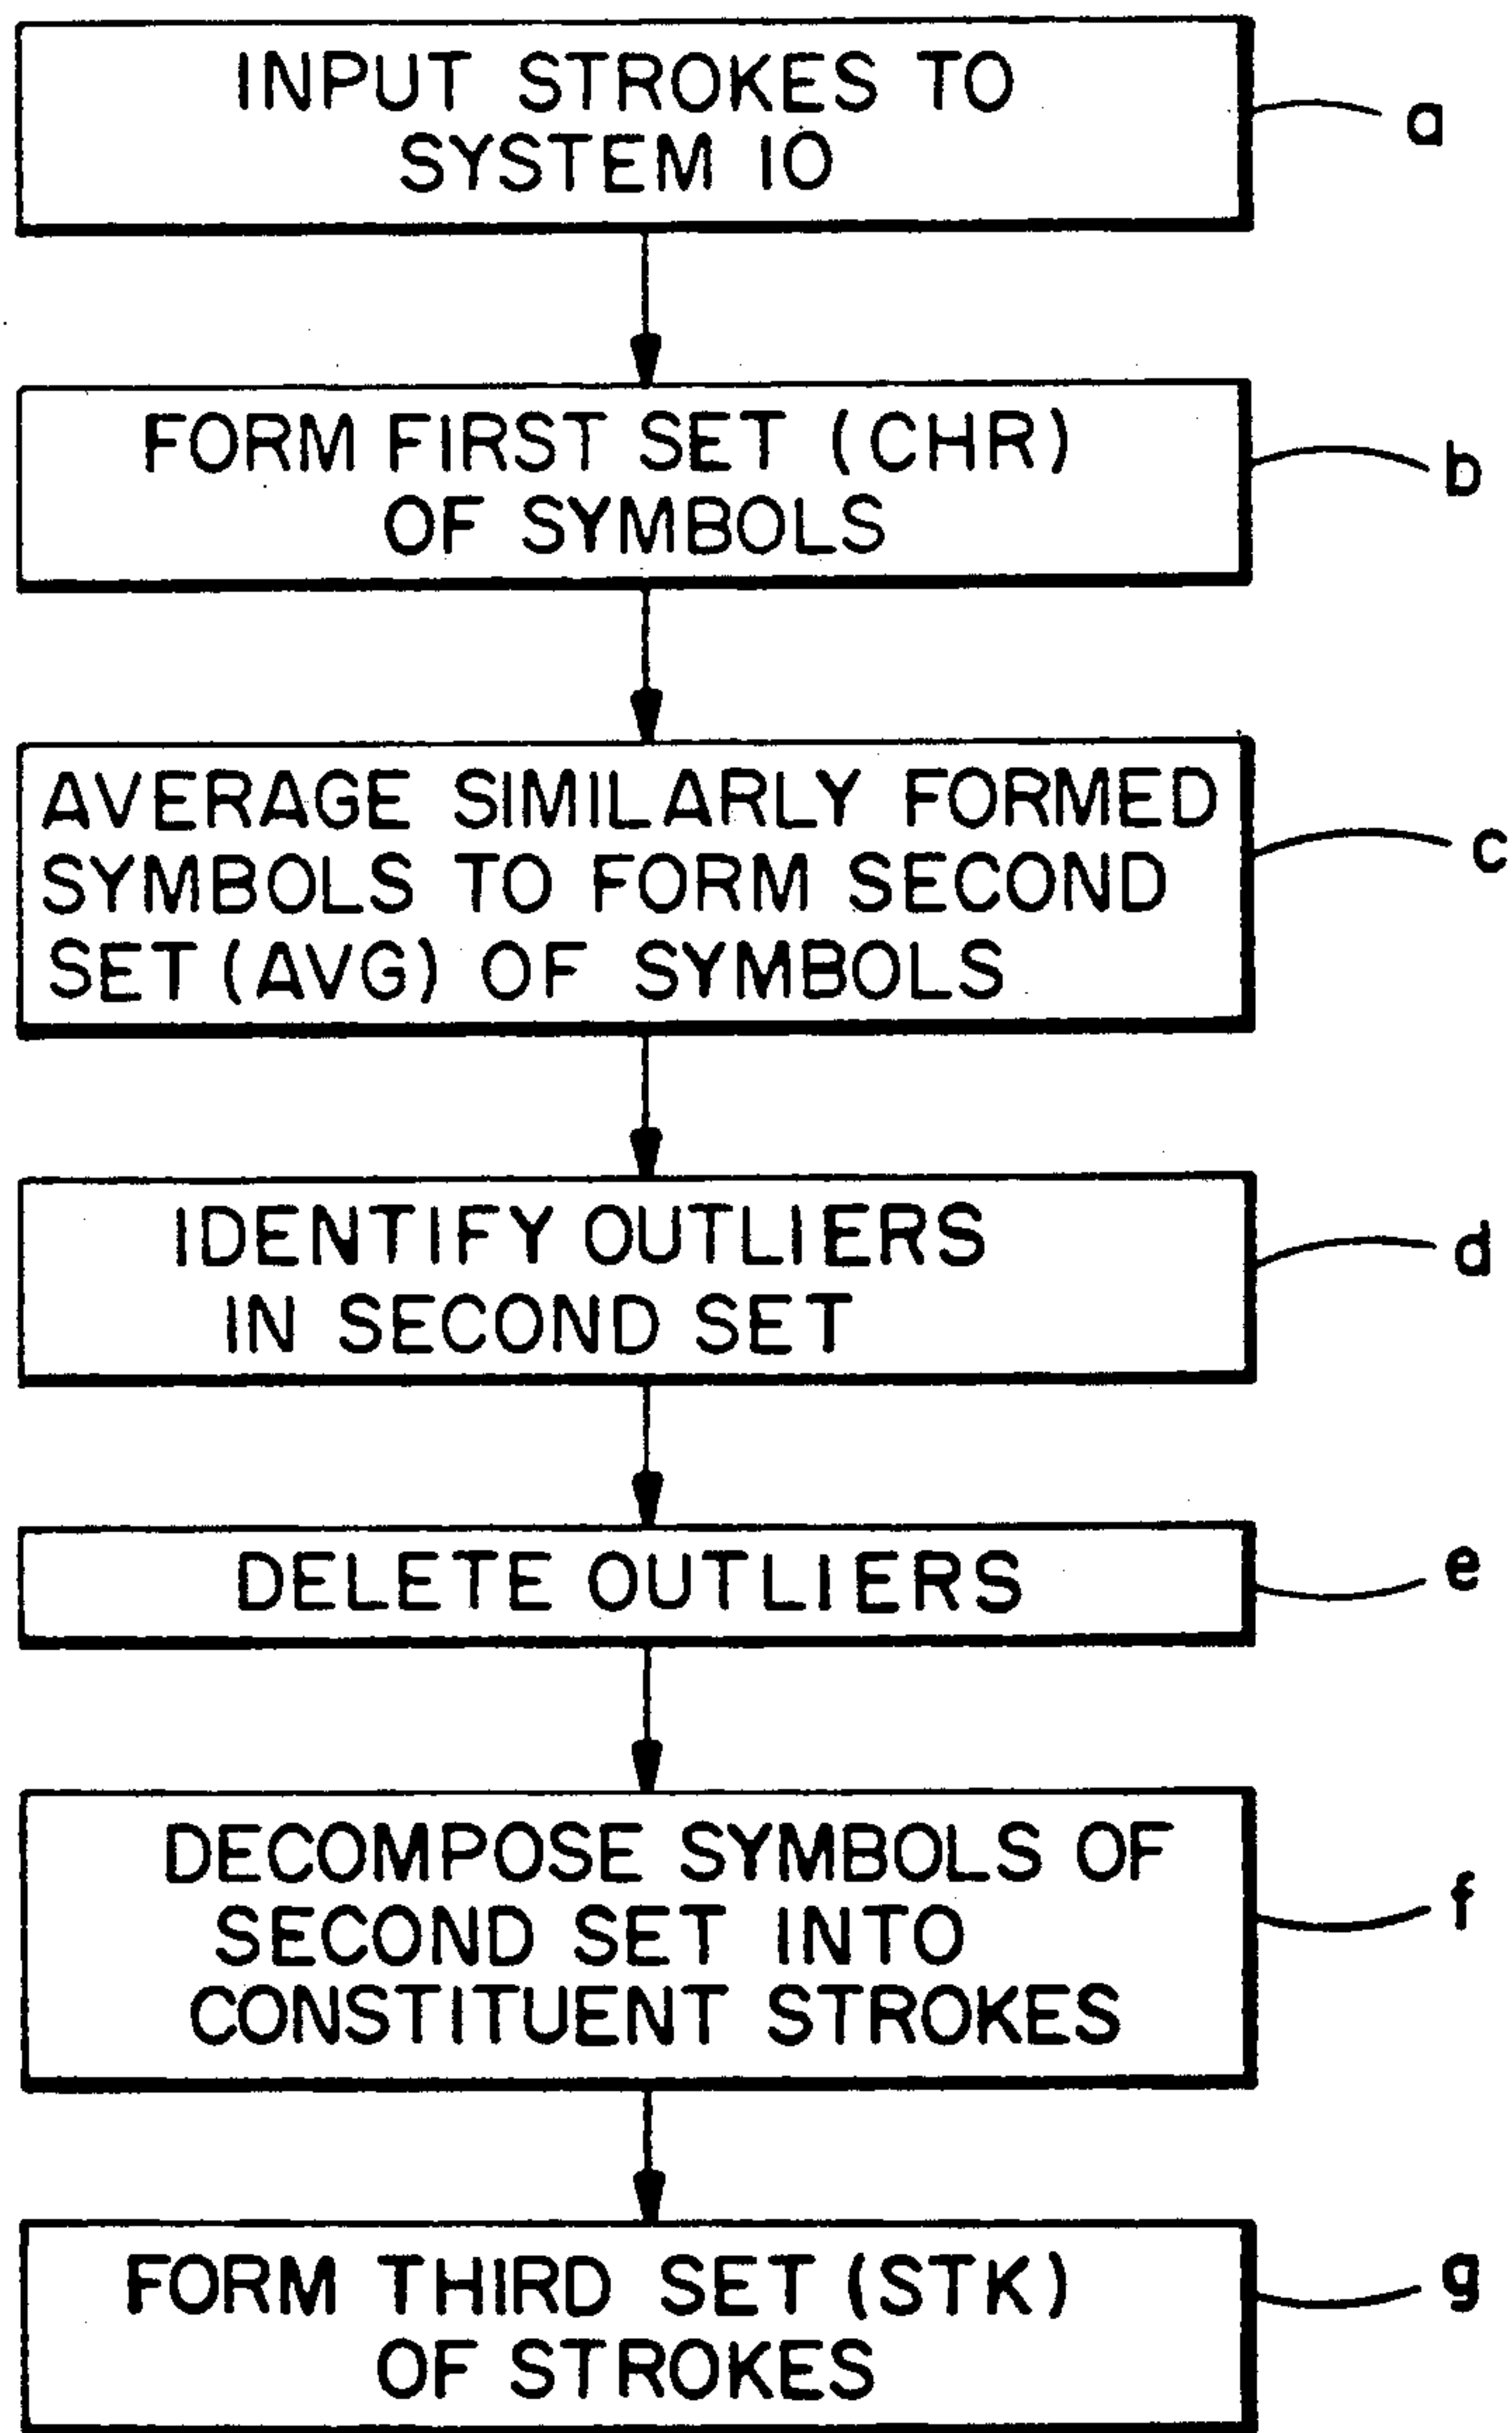 INPUT STROKES TO
SYSTEM 10
a
FORM FIRST SET (CHR)
OF SYMBOLS
b
AVERAGE SIMILARLY FORMED
SYMBOLS TO FORM SECOND
SET (AVG) OF SYMBOLS
c
IDENTIFY OUTLIERS
IN SECOND SET
d
DELETE OUTLIERS
e
DECOMPOSE SYMBOLS OF
SECOND SET INTO
CONSTITUENT STROKES
f
FORM THIRD SET (STK)
OF STROKES
g